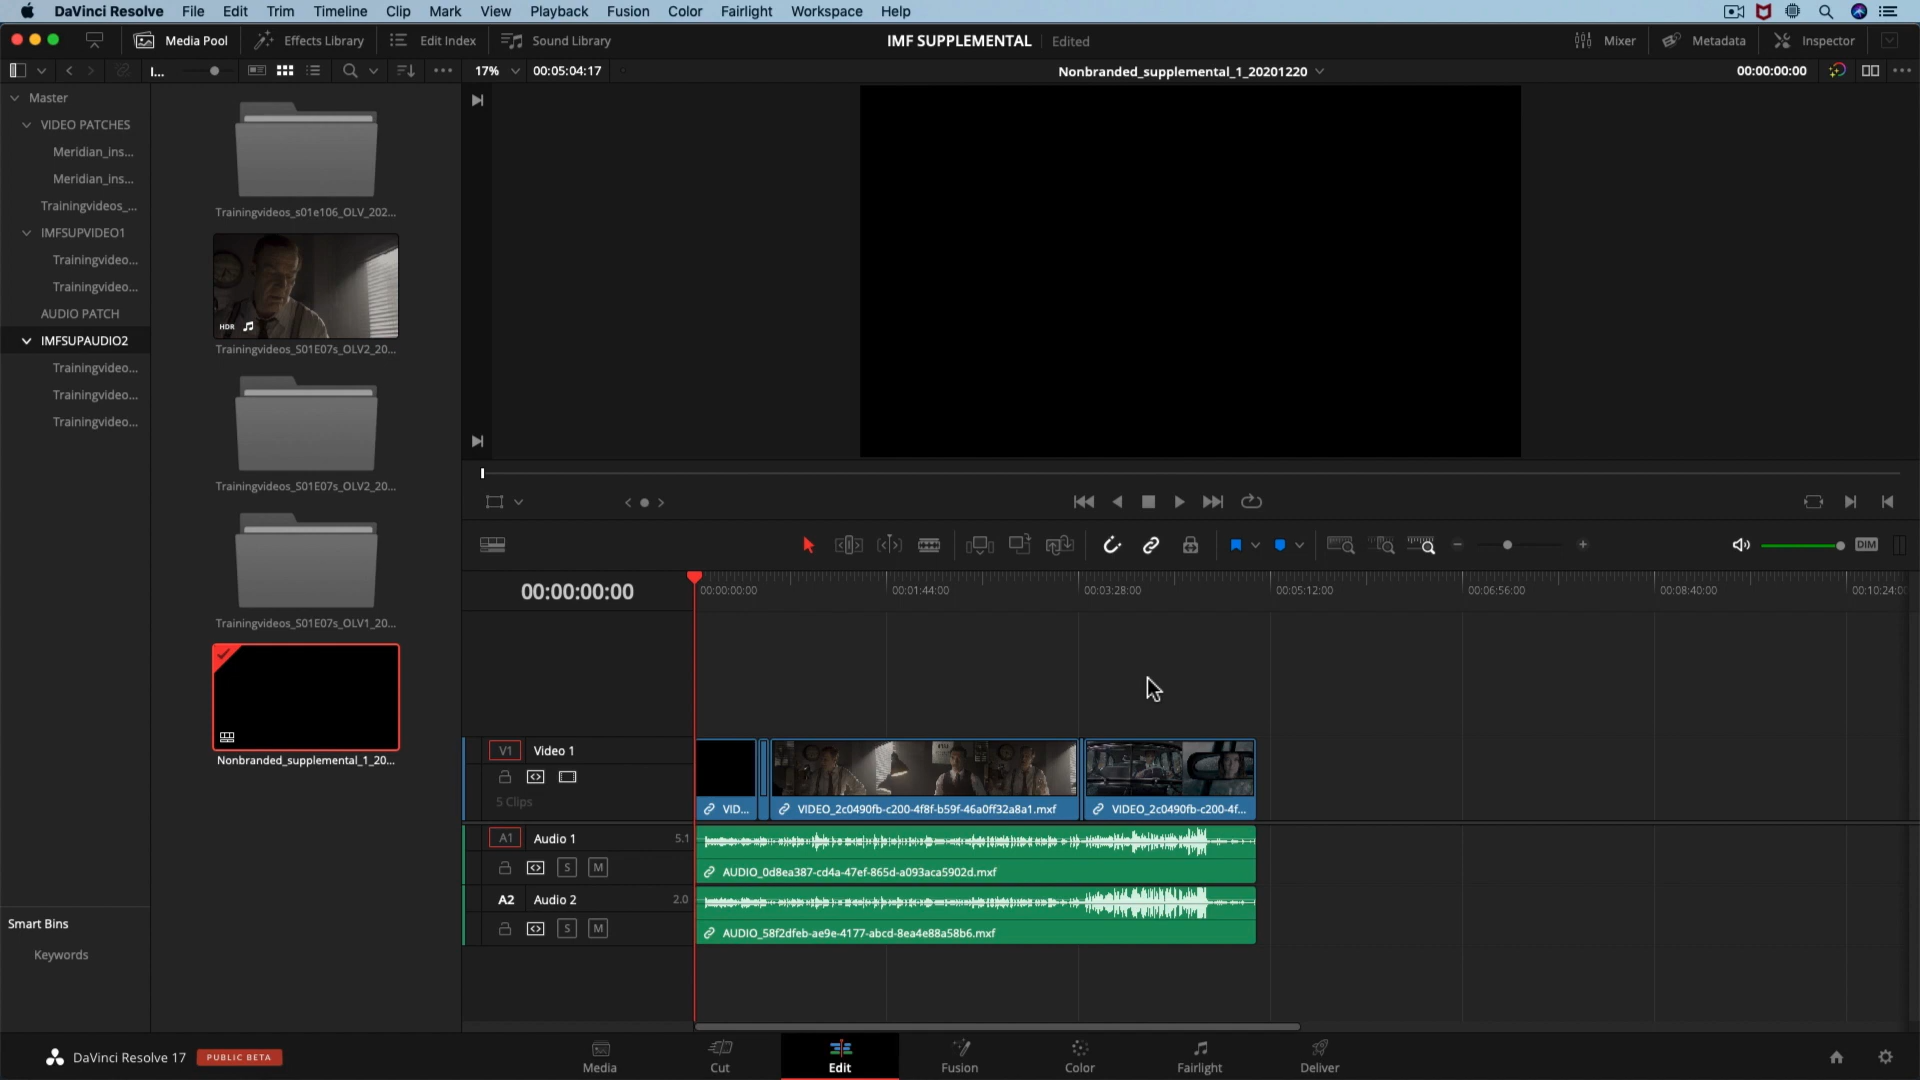 DaVinci Resolve File Edit Trim Timeline Clip Mark View Playback Fusion Color Fairlight Workspace Help
Media Pool Effects Library Edit Index Sound Library IMF SUPPLEMENTAL Edited Mixer Metadata Inspector
I... 17% 00:05:04:17 Nonbranded_supplemental_1_20201220 00:00:00:00
Master
VIDEO PATCHES
Meridian_ins...
Meridian_ins...
Trainingvideos_...
IMFSUPVIDEO1
Trainingvideo...
Trainingvideo...
AUDIO PATCH
IMFSUPAUDIO2
Trainingvideo...
Trainingvideo...
Trainingvideo...
Smart Bins
Keywords
Trainingvideos_s01e106_OLV_202...
HDR
Trainingvideos_S01E07s_OLV2_20...
Trainingvideos_S01E07s_OLV2_20...
Trainingvideos_S01E07s_OLV1_20...
Nonbranded_supplemental_1_20...
DIM
00:00:00:00
00:00:00:00 00:01:44:00 00:03:28:00 00:05:12:00 00:06:56:00 00:08:40:00 00:10:24:0
V1 Video 1
5 Clips
VID... VIDEO_2c0490fb-c200-4f8f-b59f-46a0ff32a8a1.mxf VIDEO_2c0490fb-c200-4f...
A1 Audio 1 5.1
S M AUDIO_0d8ea387-cd4a-47ef-865d-a093aca5902d.mxf
A2 Audio 2 2.0
S M AUDIO_58f2dfeb-ae9e-4177-abcd-8ea4e88a58b6.mxf
DaVinci Resolve 17 PUBLIC BETA
Media Cut Edit Fusion Color Fairlight Deliver